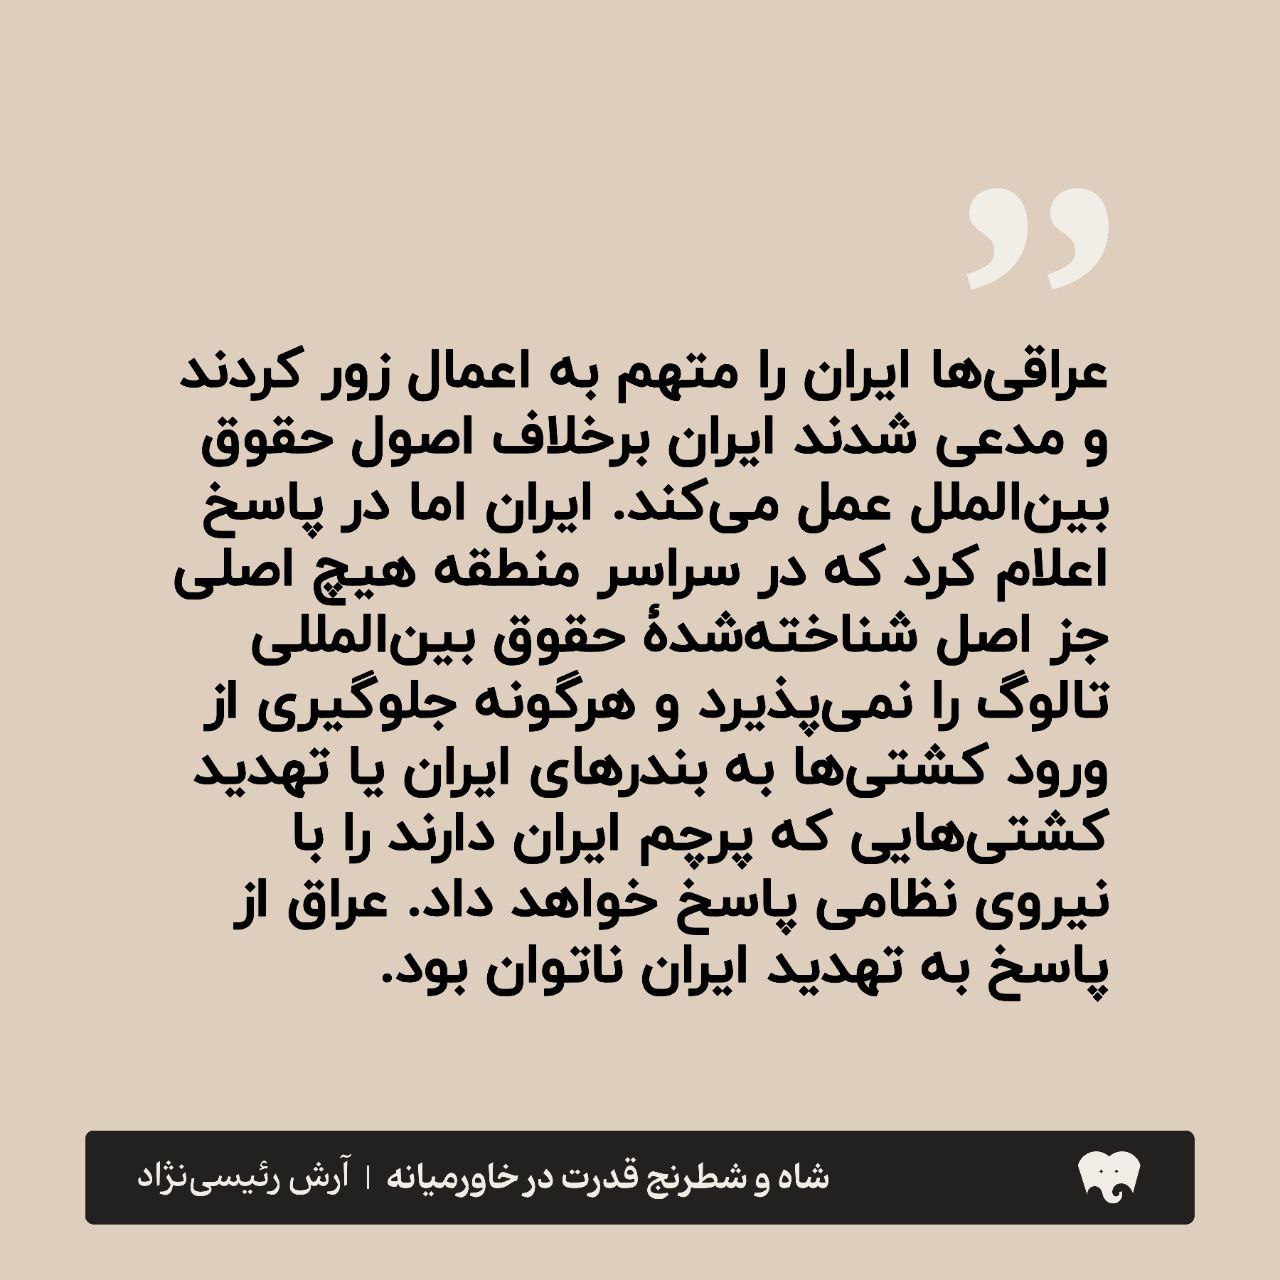 ”
عراقی‌ها ایران را متهم به اعمال زور کردند
و مدعی شدند ایران برخلاف اصول حقوق
بین‌الملل عمل می‌کند. ایران اما در پاسخ
اعلام کرد که در سراسر منطقه هیچ اصلی
جز اصل شناخته‌شدهٔ حقوق بین‌المللی
تالوگ را نمی‌پذیرد و هرگونه جلوگیری از
ورود کشتی‌ها به بندرهای ایران یا تهدید
کشتی‌هایی که پرچم ایران دارند را با
نیروی نظامی پاسخ خواهد داد. عراق از
پاسخ به تهدید ایران ناتوان بود.
شاه و شطرنج قدرت در خاورمیانه | آرش رئیسی‌نژاد